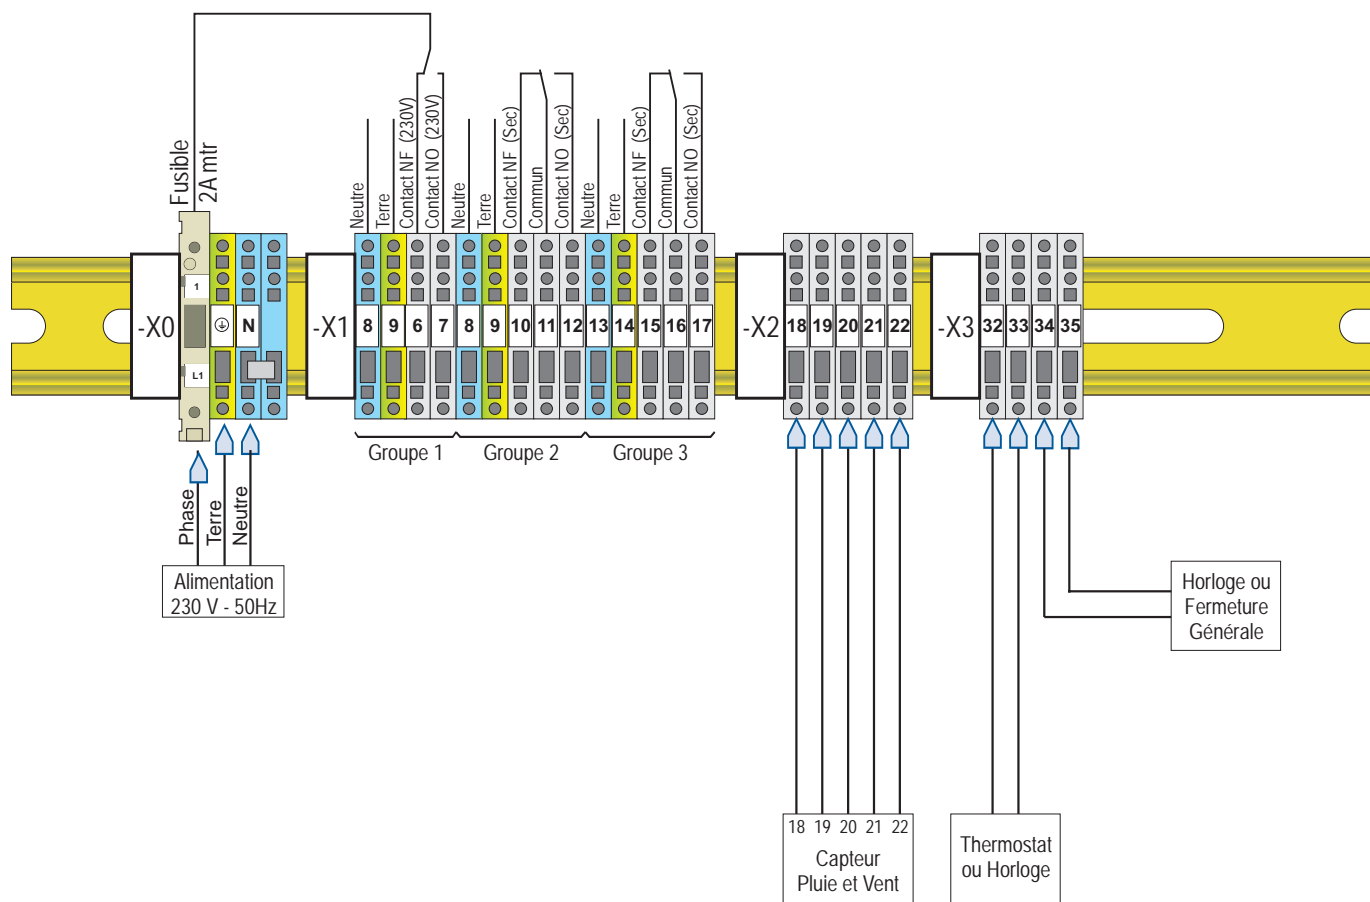 Fusible
2A mtr
Neutre
Terre
Contact NF (230V)
Contact NO (230V)
Neutre
Terre
Contact NF (Sec)
Commun
Contact NO (Sec)
Neutre
Terre
Contact NF (Sec)
Commun
Contact NO (Sec)
-X0
1
L1
N
-X1
8 9 6 7 8 9 10 11 12 13 14 15 16 17
-X2
18 19 20 21 22
-X3
32 33 34 35
Groupe 1
Groupe 2
Groupe 3
Phase
Terre
Neutre
Alimentation
230 V - 50Hz
Horloge ou
Fermeture
Générale
18 19 20 21 22
Capteur
Pluie et Vent
Thermostat
ou Horloge